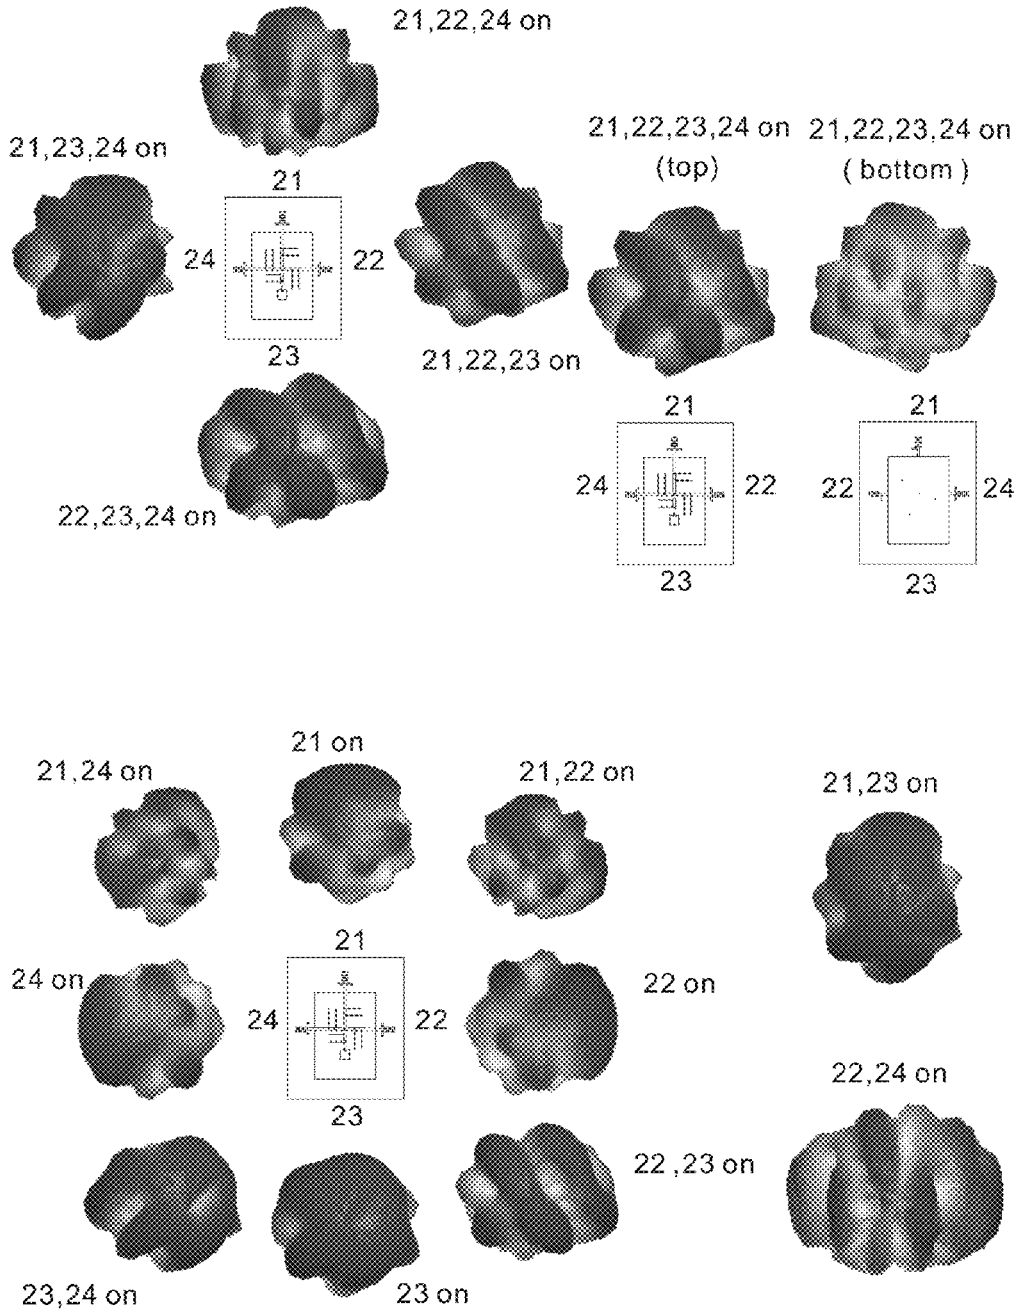 21,22,24 on
21,23,24 on
21
24
22
23
21,22,23 on
22,23,24 on
21,22,23,24 on
(top)
21,22,23,24 on
( bottom )
21
24
22
23
21
22
24
23
21,24 on
21 on
21,22 on
21,23 on
24 on
21
24
22
23
22 on
22,24 on
23,24 on
23 on
22 ,23 on